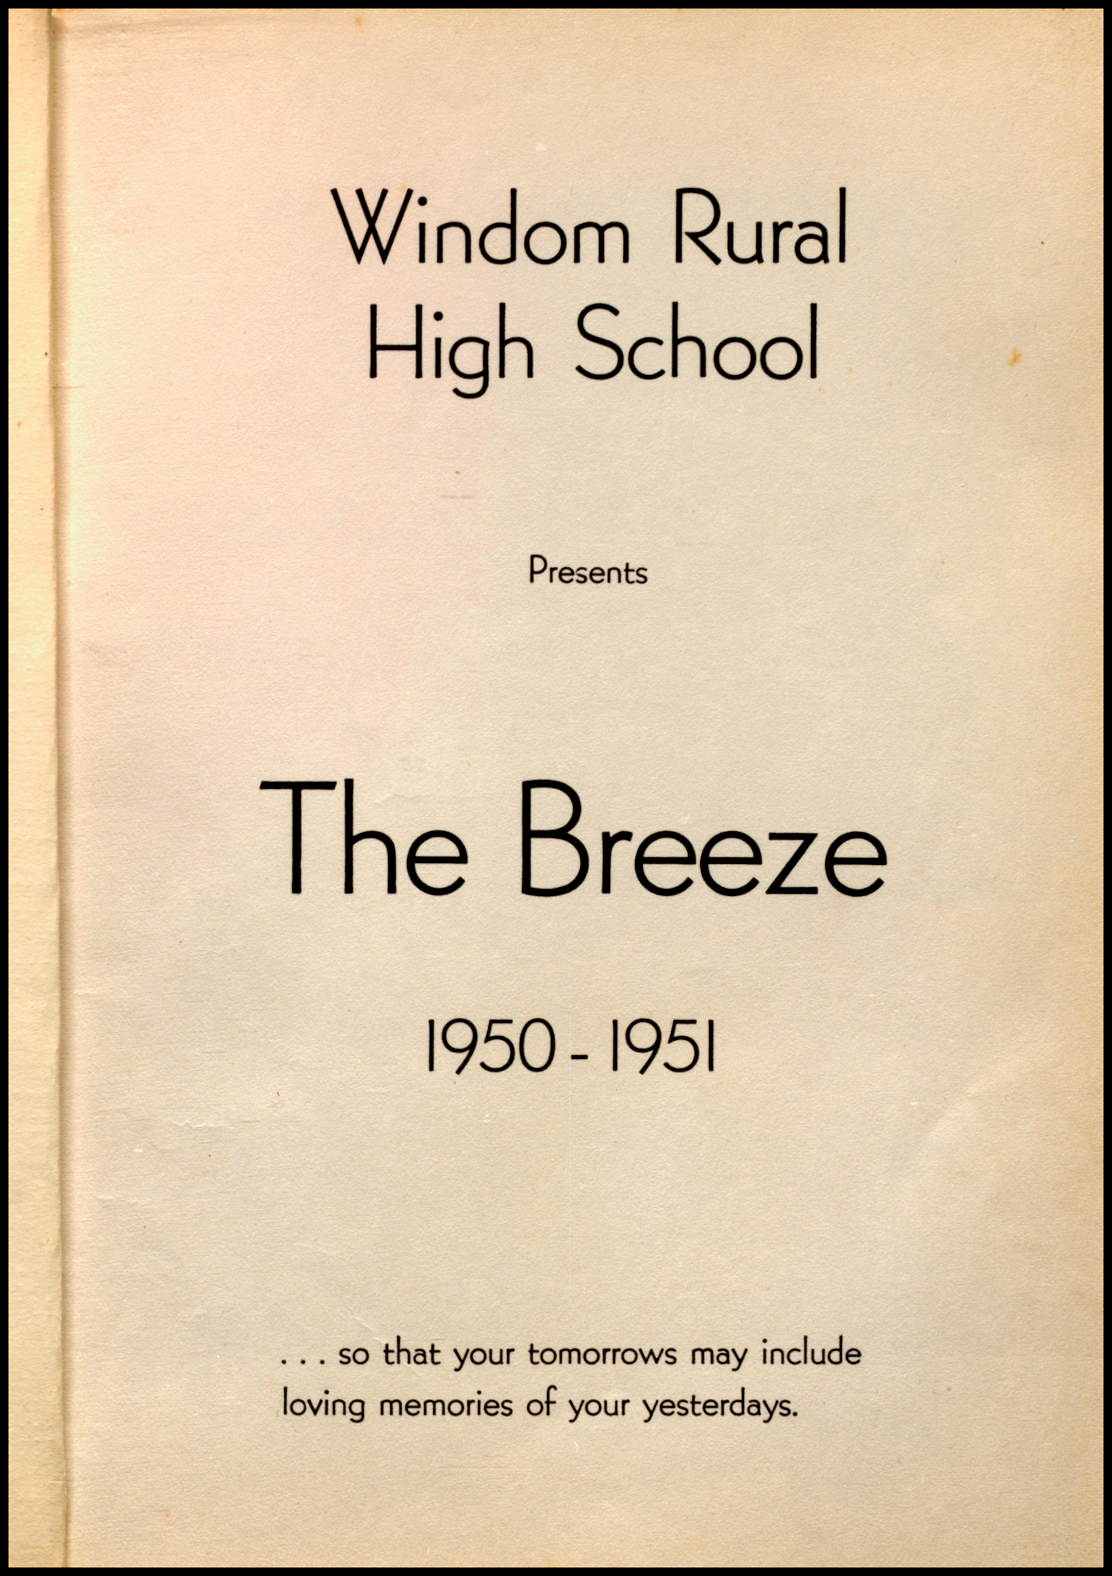 Windom Rural
High School
Presents
The Breeze
1950 - 1951
. . . so that your tomorrows may include
loving memories of your yesterdays.